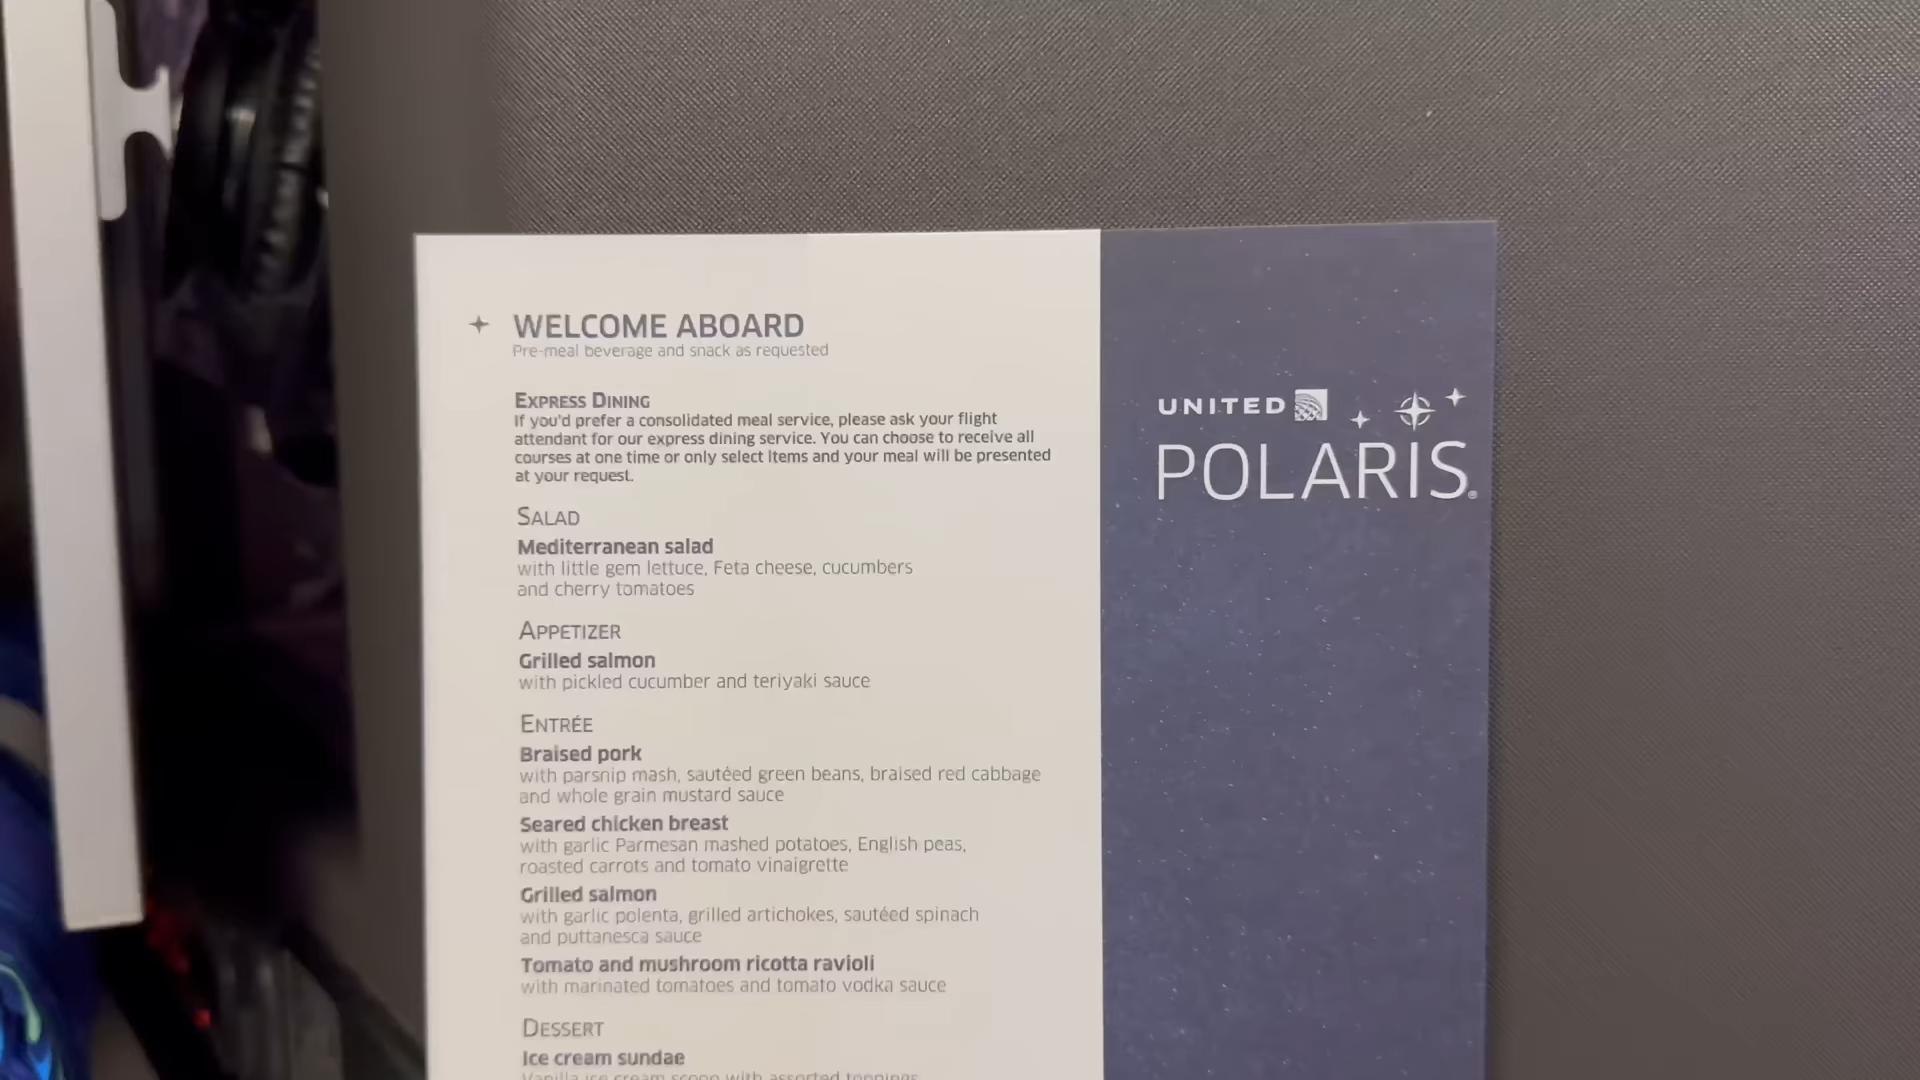 WELCOME ABOARD
Pre-meal beverage and snack as requested
EXPRESS DINING
If you'd prefer a consolidated meal service, please ask your flight
attendant for our express dining service. You can choose to receive all
courses at one time or only select items and your meal will be presented
at your request.
SALAD
Mediterranean salad
with little gem lettuce, Feta cheese, cucumbers
and cherry tomatoes
APPETIZER
Grilled salmon
with pickled cucumber and teriyaki sauce
ENTRÉE
Braised pork
with parsnip mash, sautéed green beans, braised red cabbage
and whole grain mustard sauce
Seared chicken breast
with garlic Parmesan mashed potatoes, English peas,
roasted carrots and tomato vinaigrette
Grilled salmon
with garlic polenta, grilled artichokes, sautéed spinach
and puttanesca sauce
Tomato and mushroom ricotta ravioli
with marinated tomatoes and tomato vodka sauce
DESSERT
Ice cream sundae
Vanilla ice cream scoop with assorted toppings
UNITED
POLARIS®